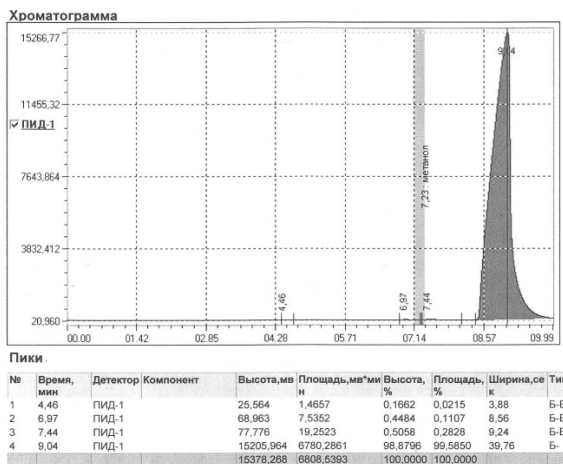 Хроматограмма
15266,77
9,04
11455,32
ПИД-1
7643,864
7,23 : метанол
3832,412
4,46
6,97
7,44
20,960
00.00 01.42 02.85 04.28 05.71 07.14 08.57 09.99
Пики
№ Время, мин Детектор Компонент Высота,мв Площадь,мв*мин Высота, % Площадь, % Ширина,сек
1 4,46 ПИД-1 25,564 1,4657 0,1662 0,0215 3,88
2 6,97 ПИД-1 68,963 7,5352 0,4484 0,1107 8,56
3 7,44 ПИД-1 77,776 19,2523 0,5058 0,2828 9,24
4 9,04 ПИД-1 15205,964 6780,2861 98,8796 99,5850 39,76 Б-
15378,268 6808,5393 100,0000 100,0000